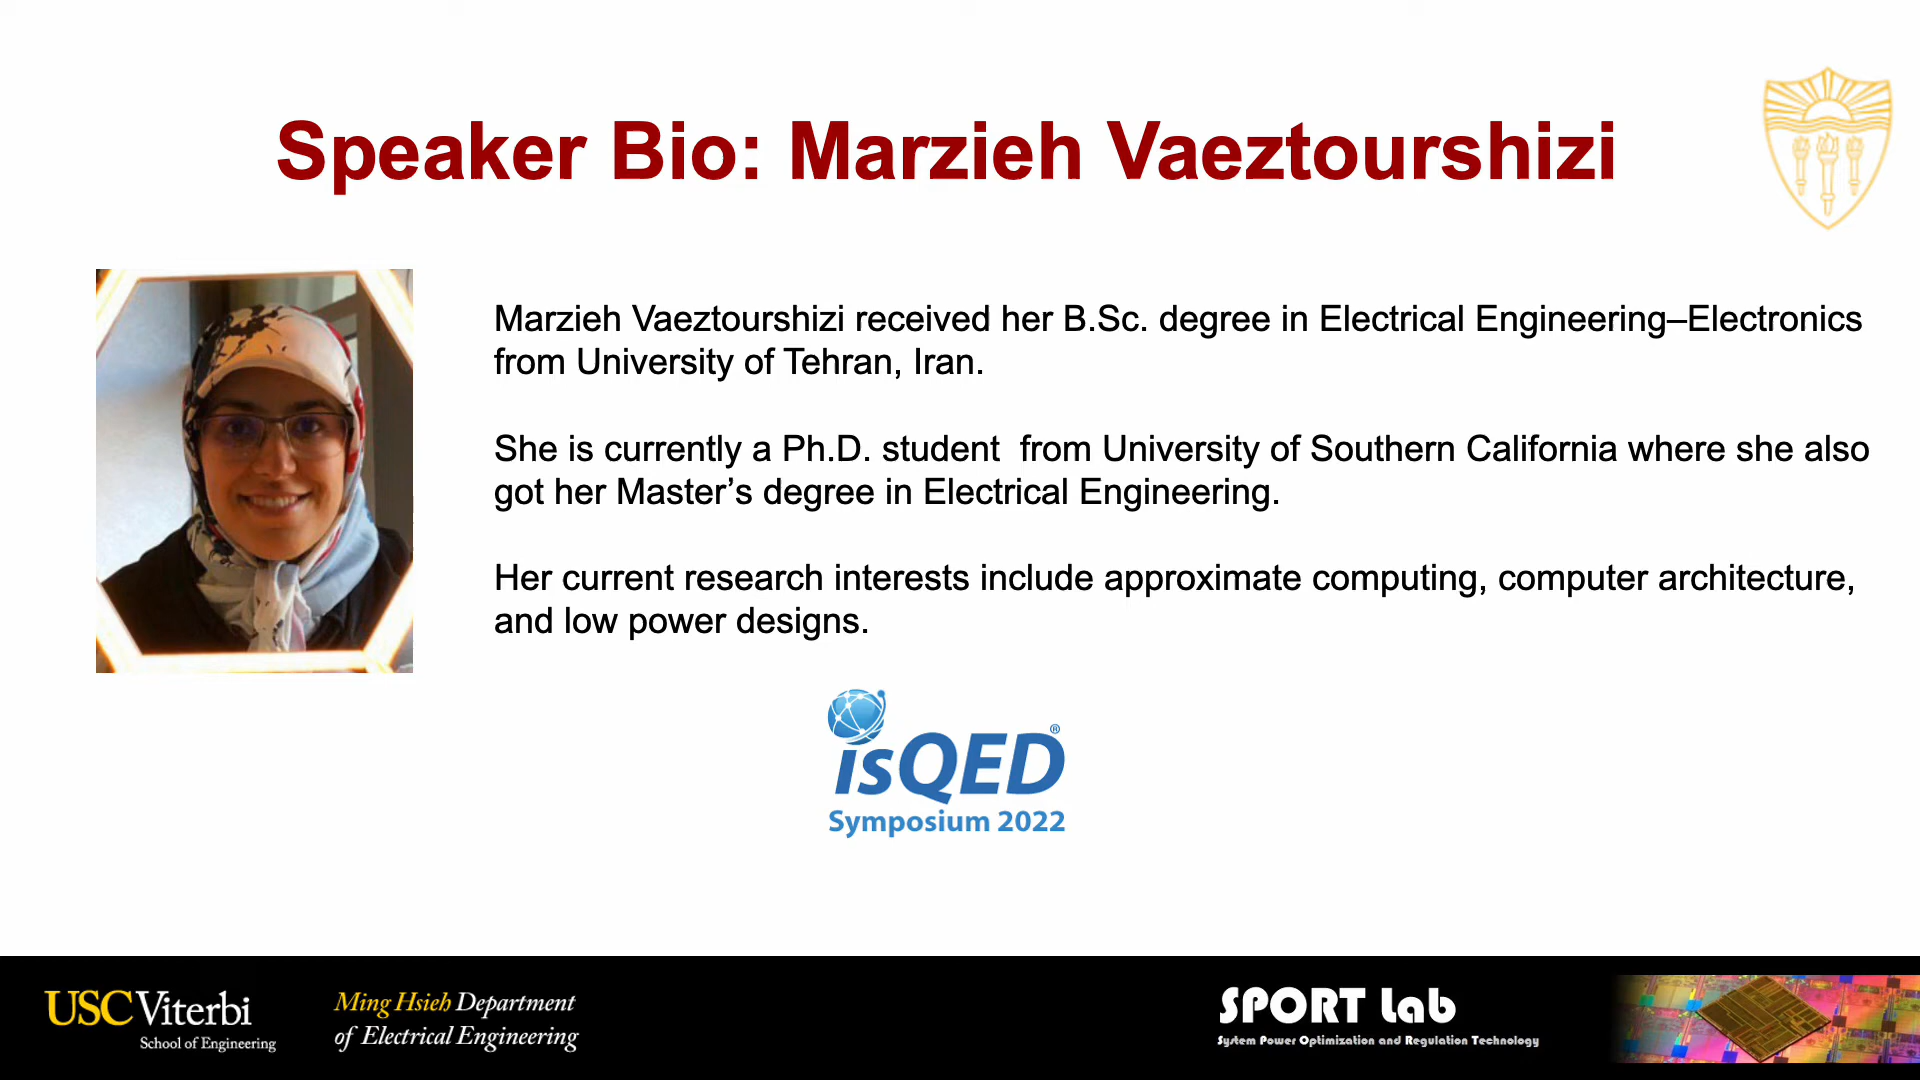 Speaker Bio: Marzieh Vaeztourshizi
Marzieh Vaeztourshizi received her B.Sc. degree in Electrical Engineering–Electronics
from University of Tehran, Iran.
She is currently a Ph.D. student  from University of Southern California where she also
got her Master’s degree in Electrical Engineering.
Her current research interests include approximate computing, computer architecture,
and low power designs.
isQED®
Symposium 2022
USC Viterbi
School of Engineering
Ming Hsieh Department
of Electrical Engineering
SPORT Lab
System Power Optimization and Regulation Technology